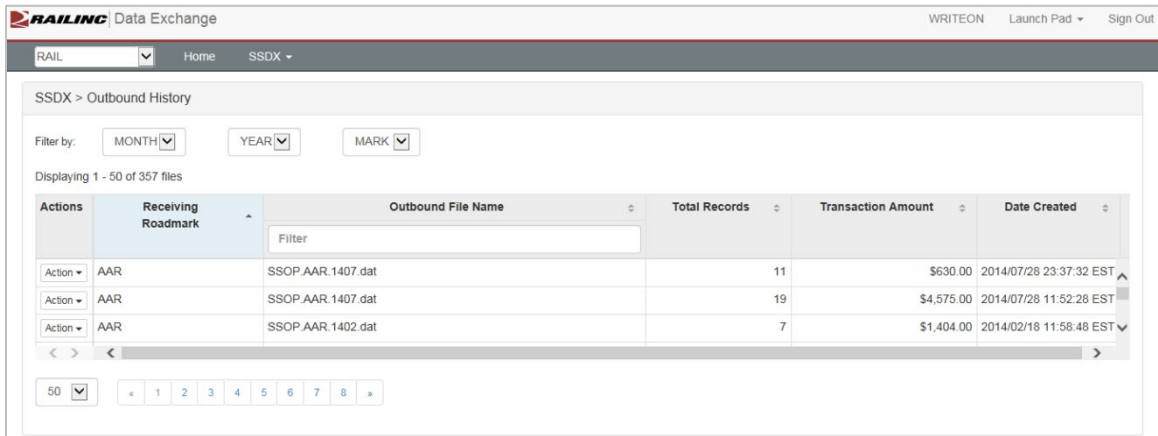 RAILINC Data Exchange WRITEON Launch Pad Sign Out
RAIL Home SSDX
SSDX > Outbound History
Filter by: MONTH YEAR MARK
Displaying 1 - 50 of 357 files
Actions Receiving Roadmark Outbound File Name Total Records Transaction Amount Date Created
Filter
Action AAR SSOP.AAR.1407.dat 11 $630.00 2014/07/28 23:37:32 EST
Action AAR SSOP.AAR.1407.dat 19 $4,575.00 2014/07/28 11:52:28 EST
Action AAR SSOP.AAR.1402.dat 7 $1,404.00 2014/02/18 11:58:48 EST
50 « 1 2 3 4 5 6 7 8 »